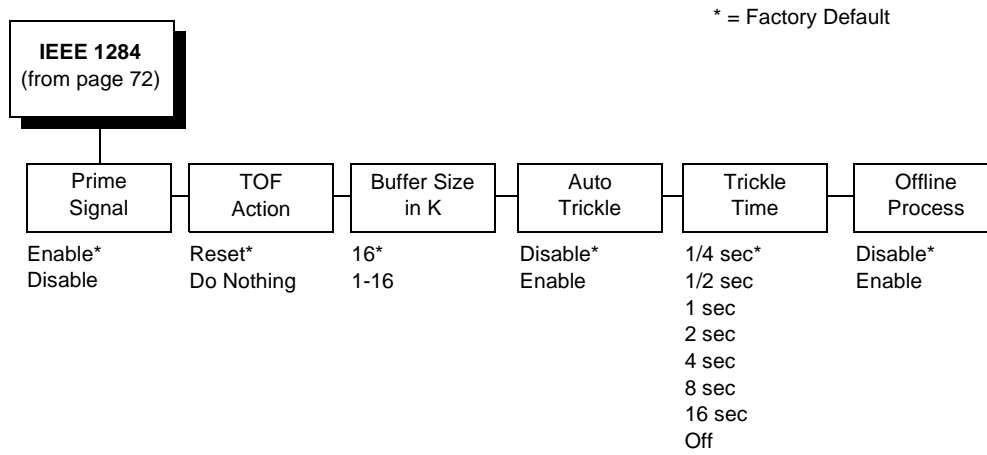 * = Factory Default
IEEE 1284
(from page 72)
Prime
Signal
Enable*
Disable
TOF
Action
Reset*
Do Nothing
Buffer Size
in K
16*
1-16
Auto
Trickle
Disable*
Enable
Trickle
Time
1/4 sec*
1/2 sec
1 sec
2 sec
4 sec
8 sec
16 sec
Off
Offline
Process
Disable*
Enable